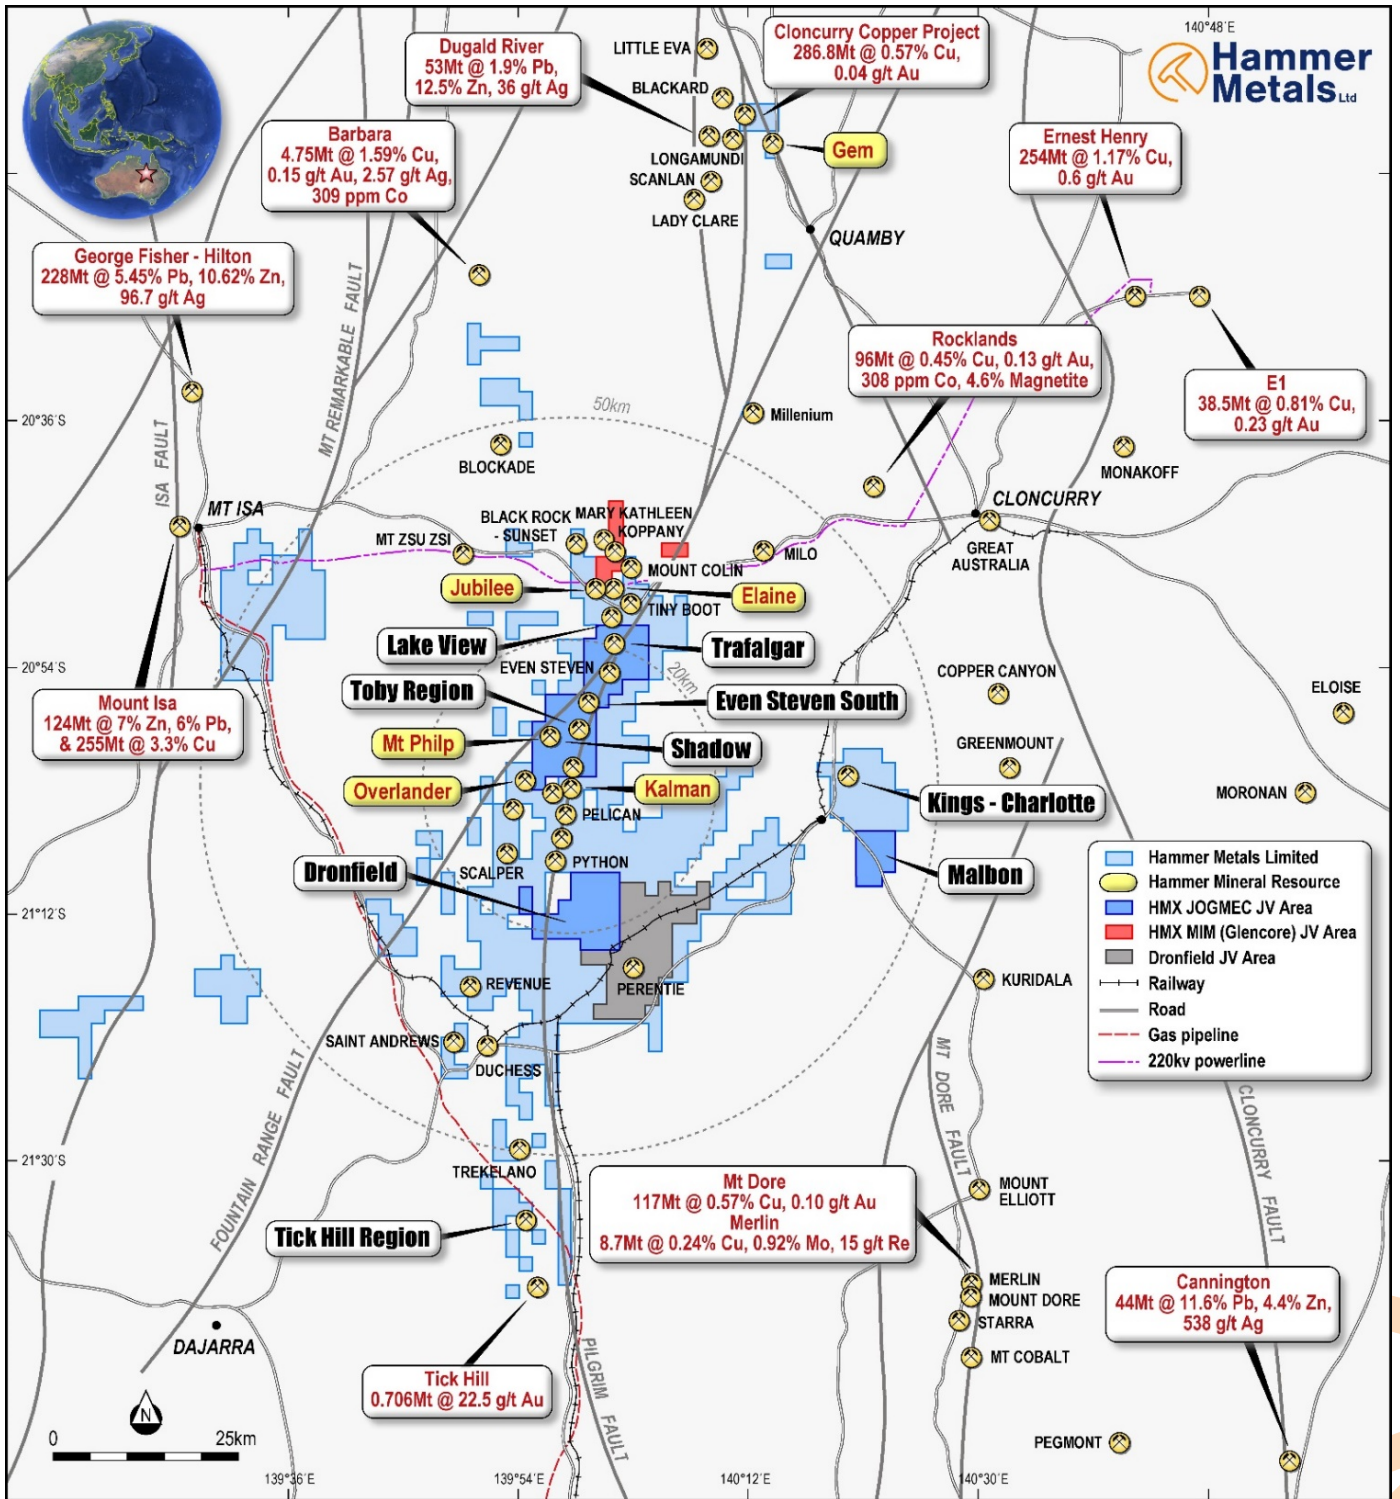 140°48´E
Hammer
Metals Ltd
Dugald River
53Mt @ 1.9% Pb,
12.5% Zn, 36 g/t Ag
LITTLE EVA
Cloncurry Copper Project
286.8Mt @ 0.57% Cu,
0.04 g/t Au
BLACKARD
Barbara
4.75Mt @ 1.59% Cu,
0.15 g/t Au, 2.57 g/t Ag,
309 ppm Co
LONGAMUNDI
Gem
Ernest Henry
254Mt @ 1.17% Cu,
0.6 g/t Au
SCANLAN
LADY CLARE
QUAMBY
George Fisher - Hilton
228Mt @ 5.45% Pb, 10.62% Zn,
96.7 g/t Ag
MT REMARKABLE FAULT
Rocklands
96Mt @ 0.45% Cu, 0.13 g/t Au,
308 ppm Co, 4.6% Magnetite
E1
38.5Mt @ 0.81% Cu,
0.23 g/t Au
20°36´S
50km
Millenium
ISA FAULT
BLOCKADE
MONAKOFF
MT ISA
CLONCURRY
BLACK ROCK
- SUNSET
MARY KATHLEEN
KOPPANY
MT ZSU ZSI
MILO
GREAT
AUSTRALIA
MOUNT COLIN
Jubilee
Elaine
TINY BOOT
Lake View
Trafalgar
20°54´S
EVEN STEVEN
20km
COPPER CANYON
ELOISE
Toby Region
Even Steven South
Mount Isa
124Mt @ 7% Zn, 6% Pb,
& 255Mt @ 3.3% Cu
Mt Philp
Shadow
GREENMOUNT
Overlander
Kalman
Kings - Charlotte
MORONAN
PELICAN
SCALPER
PYTHON
Dronfield
Malbon
Hammer Metals Limited
Hammer Mineral Resource
HMX JOGMEC JV Area
HMX MIM (Glencore) JV Area
Dronfield JV Area
Railway
Road
Gas pipeline
220kv powerline
21°12´S
REVENUE
PERENTIE
KURIDALA
SAINT ANDREWS
DUCHESS
FOUNTAIN RANGE FAULT
MT DORE FAULT
CLONCURRY FAULT
21°30´S
TREKELANO
Mt Dore
117Mt @ 0.57% Cu, 0.10 g/t Au
Merlin
8.7Mt @ 0.24% Cu, 0.92% Mo, 15 g/t Re
MOUNT
ELLIOTT
Tick Hill Region
MERLIN
MOUNT DORE
STARRA
Cannington
44Mt @ 11.6% Pb, 4.4% Zn,
538 g/t Ag
DAJARRA
MT COBALT
Tick Hill
0.706Mt @ 22.5 g/t Au
PILGRIM FAULT
N
0 25km
PEGMONT
139°36´E
139°54´E
140°12´E
140°30´E